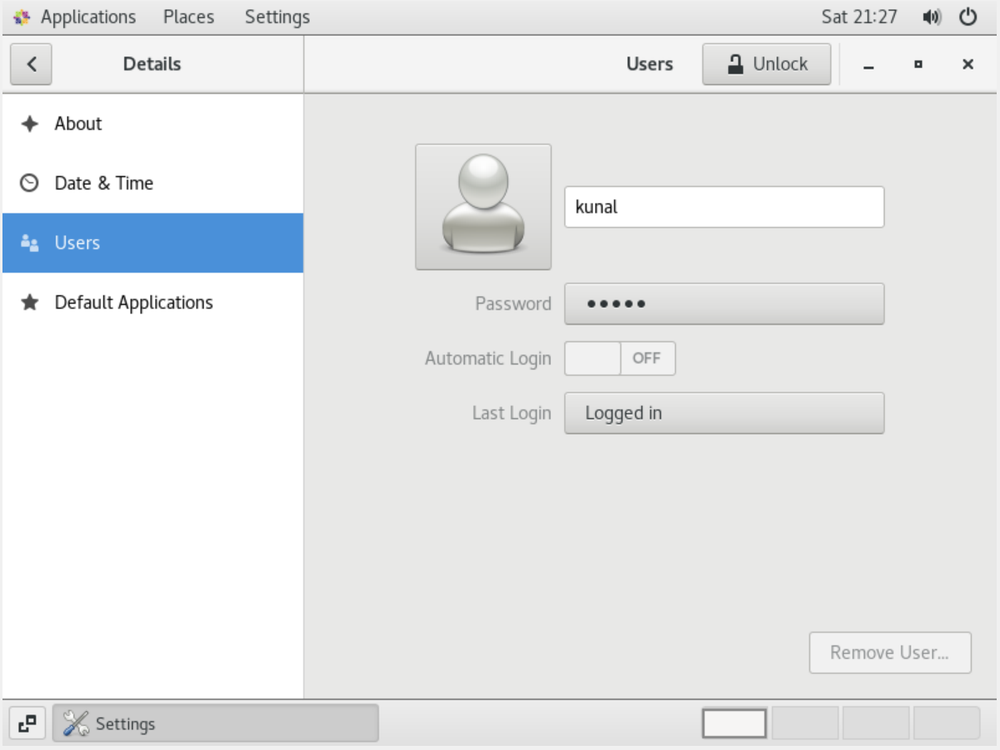 Applications Places Settings Sat 21:27
Details Users Unlock
About
Date & Time
kunal
Users
Default Applications
Password •••••
Automatic Login OFF
Last Login Logged in
Remove User...
Settings